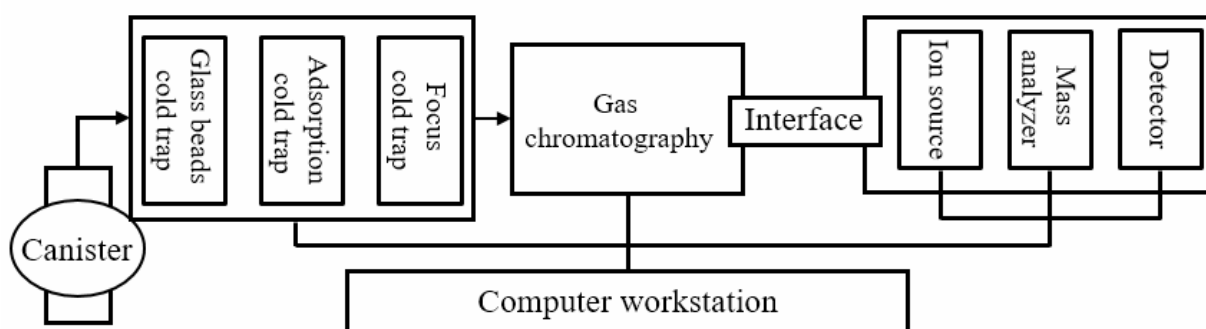 Glass beads
cold trap
Adsorption
cold trap
Focus
cold trap
Gas
chromatography
Interface
Ion source
Mass
analyzer
Detector
Canister
Computer workstation